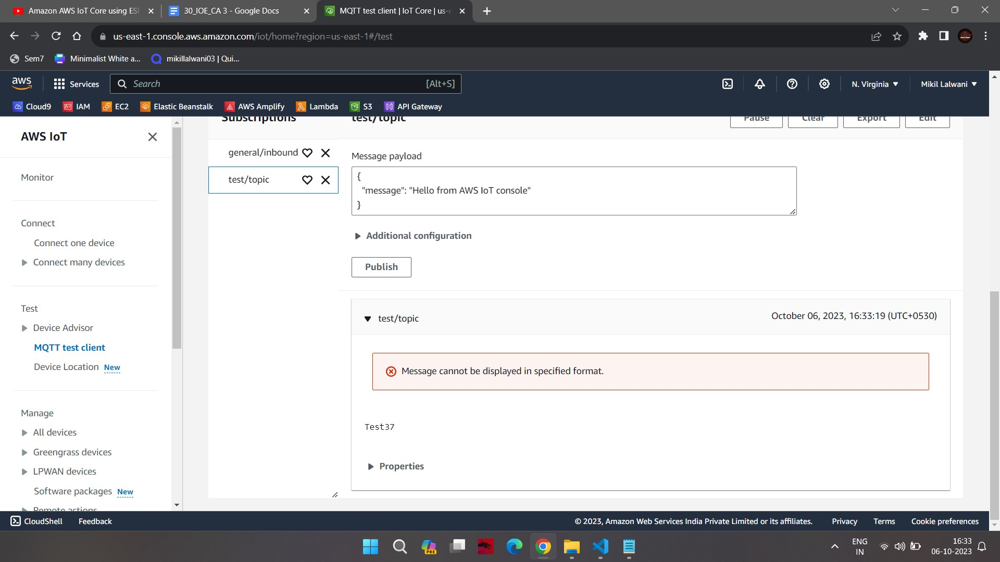 Amazon AWS IoT Core using ESP
30_IOE_CA 3 - Google Docs
MQTT test client | IoT Core | us-e
us-east-1.console.aws.amazon.com/iot/home?region=us-east-1#/test
Sem7
Minimalist White a...
mikillalwani03 | Qui...
aws
Services
Search
[Alt+S]
N. Virginia
Mikil Lalwani
Cloud9
IAM
EC2
Elastic Beanstalk
AWS Amplify
Lambda
S3
API Gateway
AWS IoT
Monitor
Connect
Connect one device
Connect many devices
Test
Device Advisor
MQTT test client
Device Location New
Manage
All devices
Greengrass devices
LPWAN devices
Software packages New
Remote actions
Subscriptions
test/topic
Pause
Clear
Export
Edit
general/inbound
test/topic
Message payload
{
"message": "Hello from AWS IoT console"
}
Additional configuration
Publish
test/topic
October 06, 2023, 16:33:19 (UTC+0530)
Message cannot be displayed in specified format.
Test37
Properties
CloudShell
Feedback
© 2023, Amazon Web Services India Private Limited or its affiliates.
Privacy
Terms
Cookie preferences
PRE
ENG
IN
16:33
06-10-2023